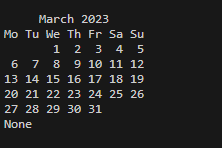 March 2023
Mo Tu We Th Fr Sa Su
       1  2  3  4  5
 6  7  8  9 10 11 12
13 14 15 16 17 18 19
20 21 22 23 24 25 26
27 28 29 30 31
None